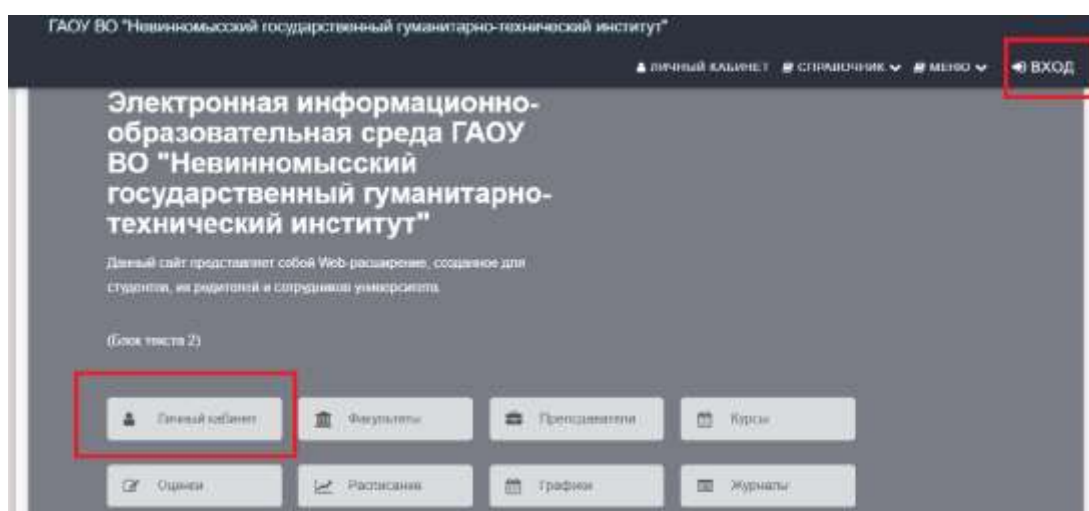 ГАОУ ВО "Невинномысский государственный гуманитарно-технический институт"
ЛИЧНЫЙ КАБИНЕТ СПРАВОЧНИК МЕНЮ ВХОД
Электронная информационно-
образовательная среда ГАОУ
ВО "Невинномысский
государственный гуманитарно-
технический институт"
Данный сайт представляет собой Web-расширение, созданное для
студентов, их родителей и сотрудников университета.
(Блок текста 2)
Личный кабинет Факультеты Преподаватели Курсы
Оценки Расписание Графики Журналы